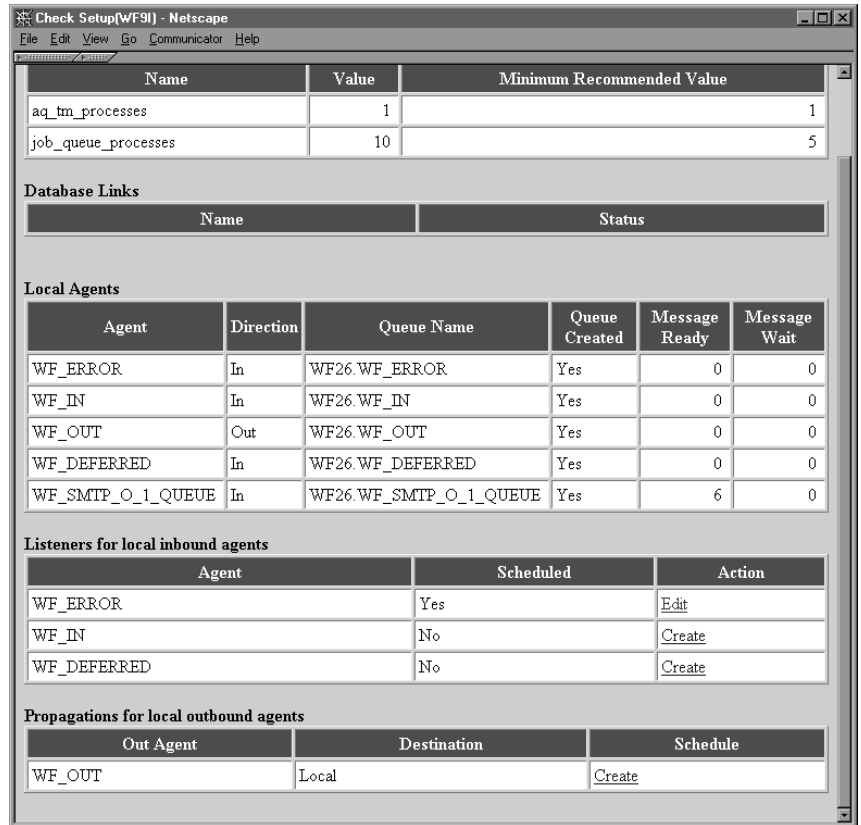 Check Setup(WF9I) - Netscape
File Edit View Go Communicator Help
Name Value Minimum Recommended Value
aq_tm_processes 1 1
job_queue_processes 10 5
Database Links
Name Status
Local Agents
Agent Direction Queue Name Queue Created Message Ready Message Wait
WF_ERROR In WF26.WF_ERROR Yes 0 0
WF_IN In WF26.WF_IN Yes 0 0
WF_OUT Out WF26.WF_OUT Yes 0 0
WF_DEFERRED In WF26.WF_DEFERRED Yes 0 0
WF_SMTP_O_1_QUEUE In WF26.WF_SMTP_O_1_QUEUE Yes 6 0
Listeners for local inbound agents
Agent Scheduled Action
WF_ERROR Yes Edit
WF_IN No Create
WF_DEFERRED No Create
Propagations for local outbound agents
Out Agent Destination Schedule
WF_OUT Local Create